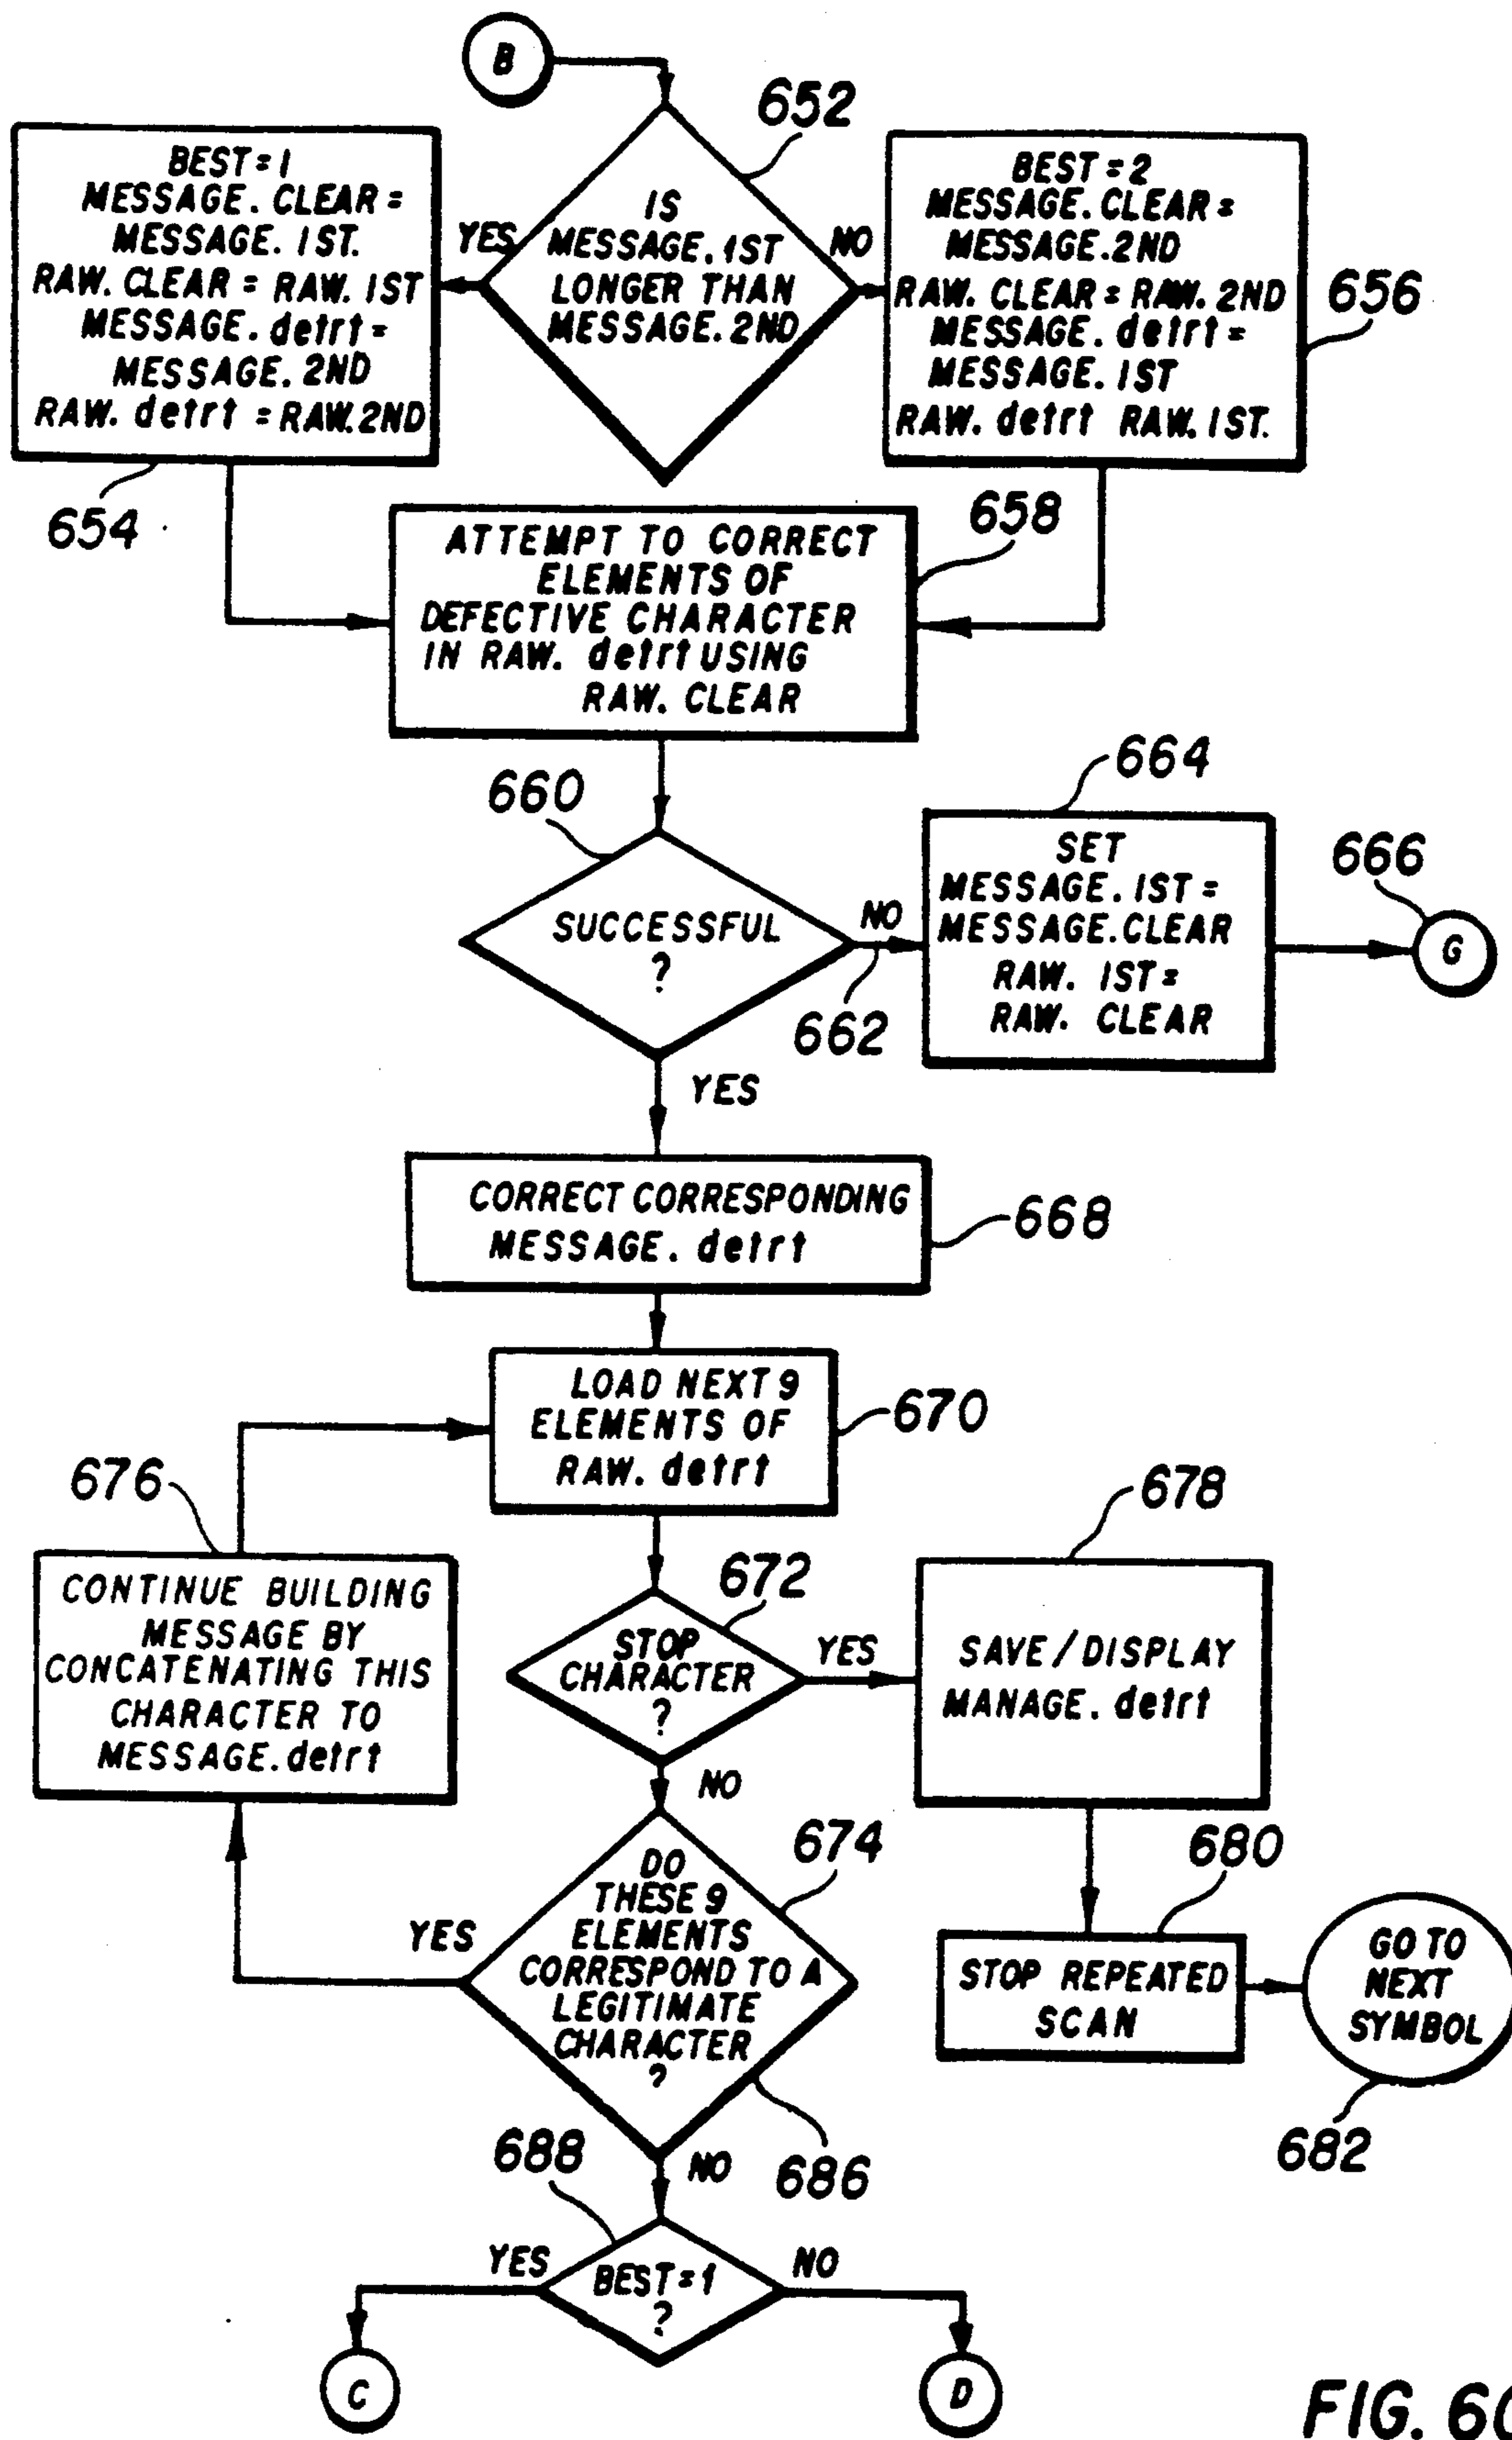 B
652
BEST=1
MESSAGE. CLEAR=
MESSAGE. 1ST.
RAW. CLEAR = RAW. 1ST
MESSAGE. detrt=
MESSAGE. 2ND
RAW. detrt = RAW.2ND
654
YES
IS
MESSAGE. 1ST
LONGER THAN
MESSAGE. 2ND
NO
BEST=2
MESSAGE. CLEAR=
MESSAGE.2ND
RAW. CLEAR=RAW. 2ND
MESSAGE. detrt=
MESSAGE. 1ST
RAW. detrt RAW. 1ST.
656
658
ATTEMPT TO CORRECT
ELEMENTS OF
DEFECTIVE CHARACTER
IN RAW. detrt USING
RAW. CLEAR
660
SUCCESSFUL
?
NO
662
664
SET
MESSAGE. 1ST=
MESSAGE.CLEAR
RAW. 1ST=
RAW. CLEAR
666
G
YES
CORRECT CORRESPONDING
MESSAGE. detrt
668
LOAD NEXT 9
ELEMENTS OF
RAW. detrt
670
676
CONTINUE BUILDING
MESSAGE BY
CONCATENATING THIS
CHARACTER TO
MESSAGE.detrt
672
STOP
CHARACTER
?
YES
678
SAVE/DISPLAY
MANAGE. detrt
NO
674
DO
THESE 9
ELEMENTS
CORRESPOND TO A
LEGITIMATE
CHARACTER
?
YES
686
680
STOP REPEATED
SCAN
GO TO
NEXT
SYMBOL
682
NO
688
BEST=1
?
YES
NO
C
D
FIG.